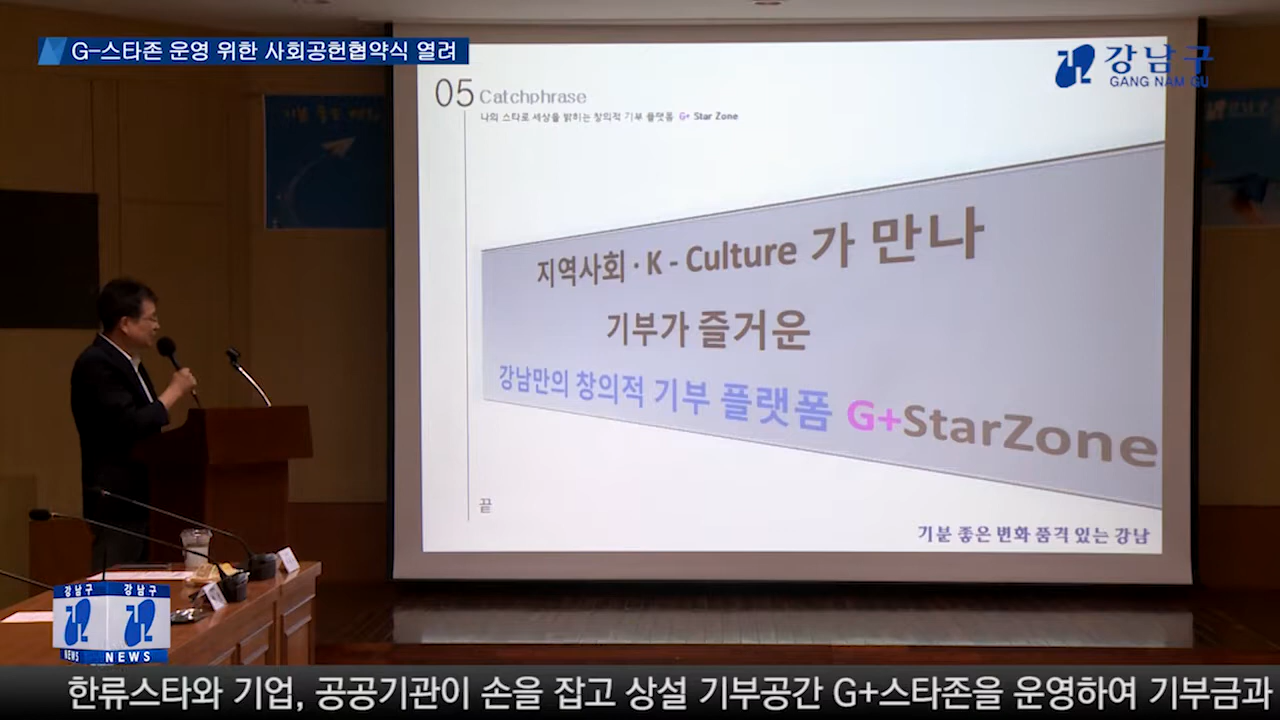 G-스타존 운영 위한 사회공헌협약식 열려
강남구
GANG NAM GU
05 Catchphrase
나의 스타로 세상을 밝히는 창의적 기부 플랫폼 G+ Star Zone
지역사회 · K - Culture 가 만나
기부가 즐거운
강남만의 창의적 기부 플랫폼 G+StarZone
끝
기분 좋은 변화 품격 있는 강남
강남구 강남구
NEWS NEWS
한류스타와 기업, 공공기관이 손을 잡고 상설 기부공간 G+스타존을 운영하여 기부금과